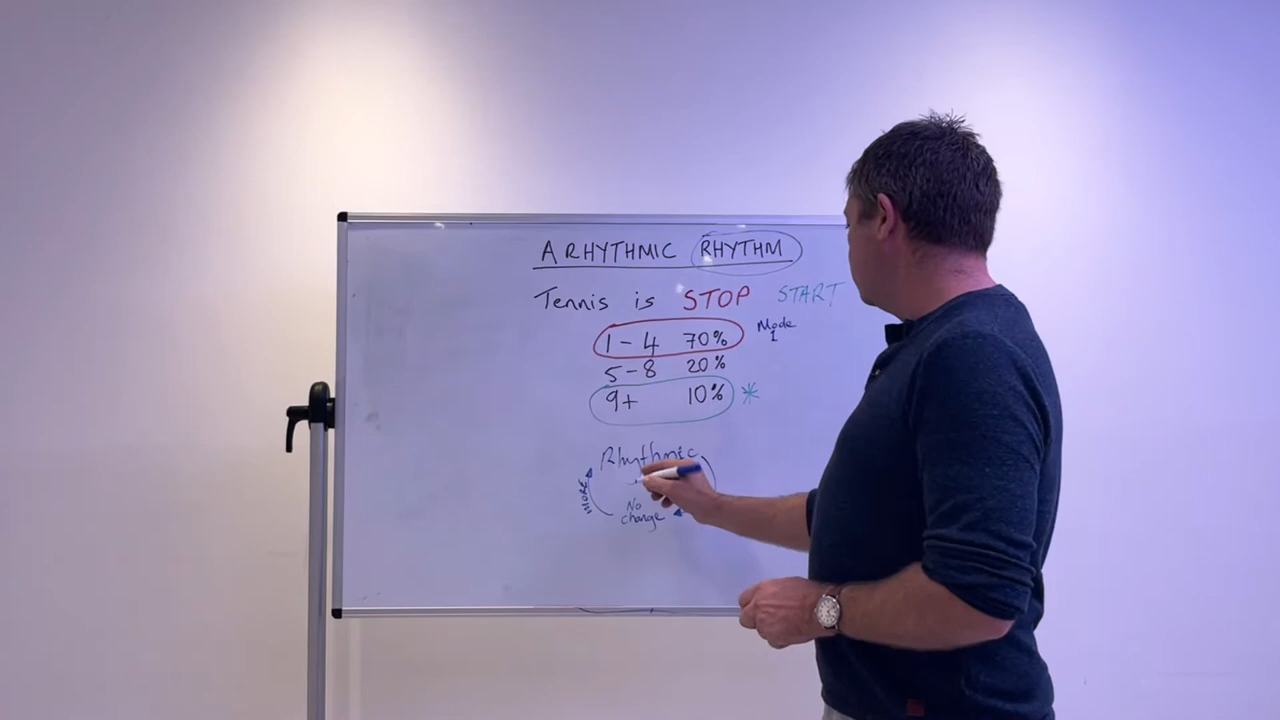 ARHYTHMIC RHYTHM
Tennis is STOP START
1 - 4 70% Mode 1
5 - 8 20%
9+ 10% *
Rhythmic
MORE
No
change